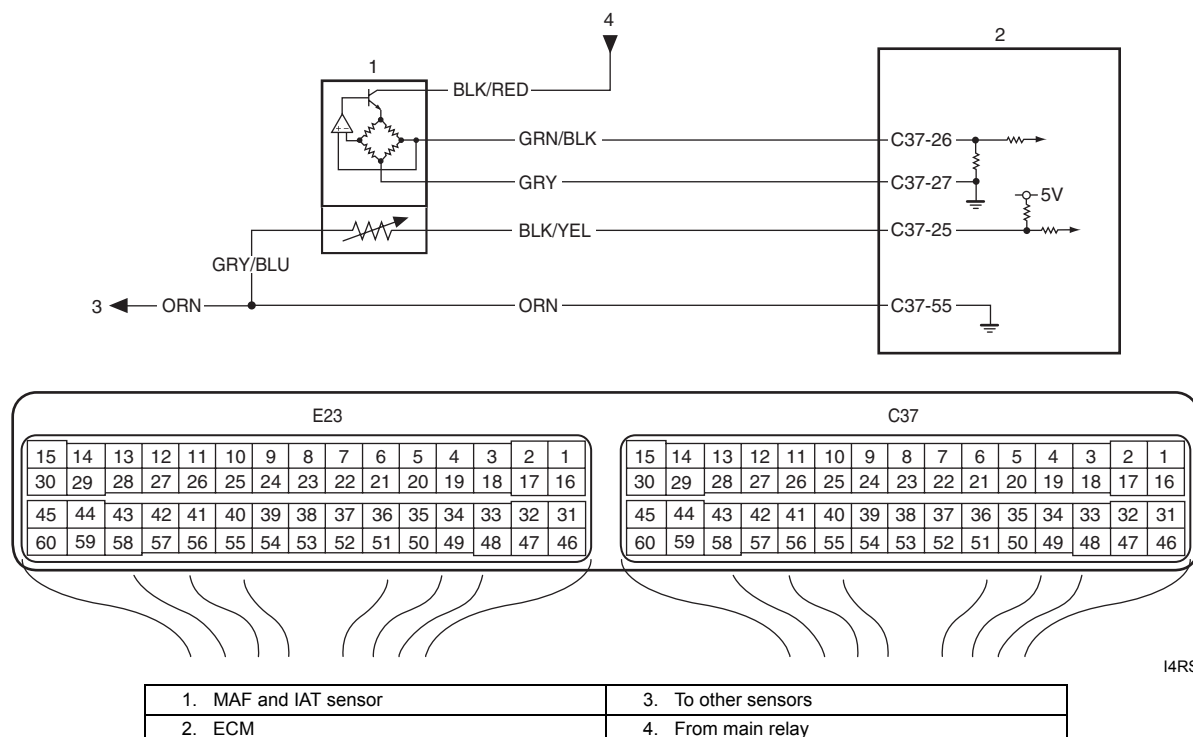 4
1
2
BLK/RED
GRN/BLK
C37-26
GRY
C37-27
5V
BLK/YEL
C37-25
GRY/BLU
3
ORN
ORN
C37-55
E23
C37
15 14 13 12 11 10 9 8 7 6 5 4 3 2 1
15 14 13 12 11 10 9 8 7 6 5 4 3 2 1
30 29 28 27 26 25 24 23 22 21 20 19 18 17 16
30 29 28 27 26 25 24 23 22 21 20 19 18 17 16
45 44 43 42 41 40 39 38 37 36 35 34 33 32 31
45 44 43 42 41 40 39 38 37 36 35 34 33 32 31
60 59 58 57 56 55 54 53 52 51 50 49 48 47 46
60 59 58 57 56 55 54 53 52 51 50 49 48 47 46
I4RS
1. MAF and IAT sensor
3. To other sensors
2. ECM
4. From main relay